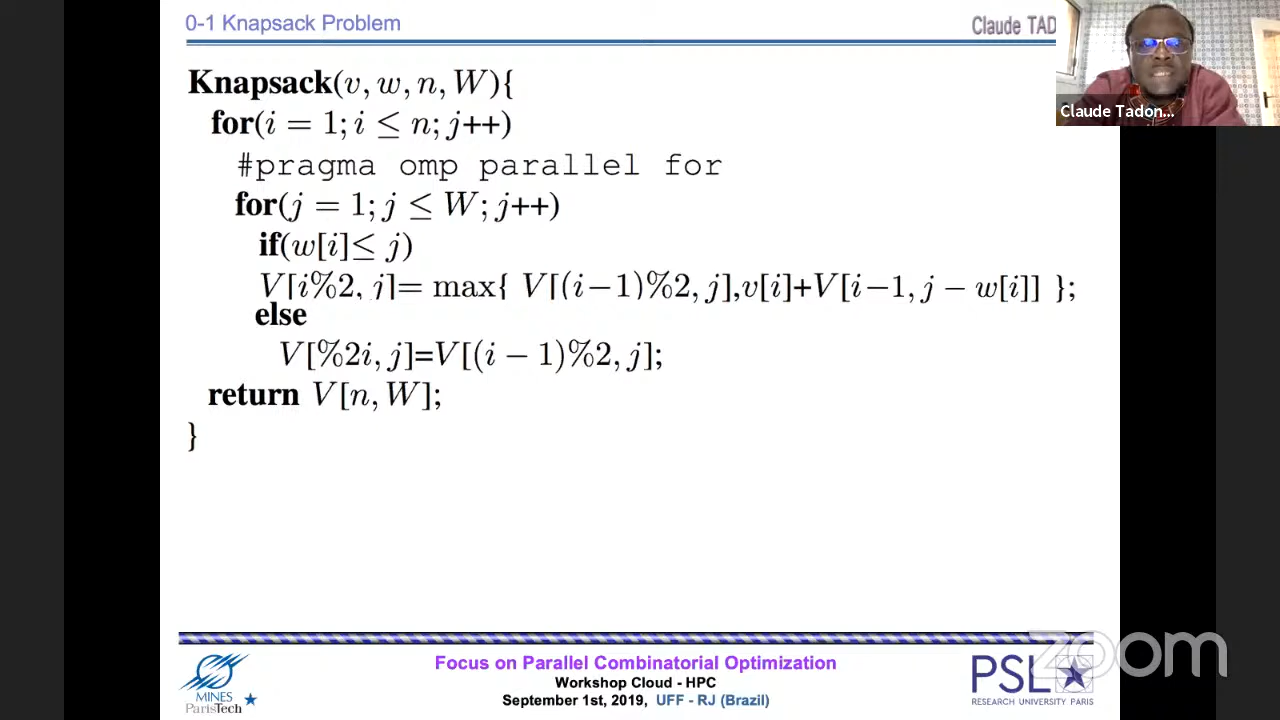 0-1 Knapsack Problem
Claude TAD
Claude Tadon...
Knapsack(v, w, n, W){
for(i = 1; i ≤ n; j++)
#pragma omp parallel for
for(j = 1; j ≤ W; j++)
if(w[i]≤ j)
V[i%2, j]= max{ V[(i−1)%2, j],v[i]+V[i−1, j − w[i]] };
else
V[%2i, j]=V[(i − 1)%2, j];
return V[n, W];
}
zoom
MINES
ParisTech
Focus on Parallel Combinatorial Optimization
Workshop Cloud - HPC
September 1st, 2019, UFF - RJ (Brazil)
PSL
RESEARCH UNIVERSITY PARIS